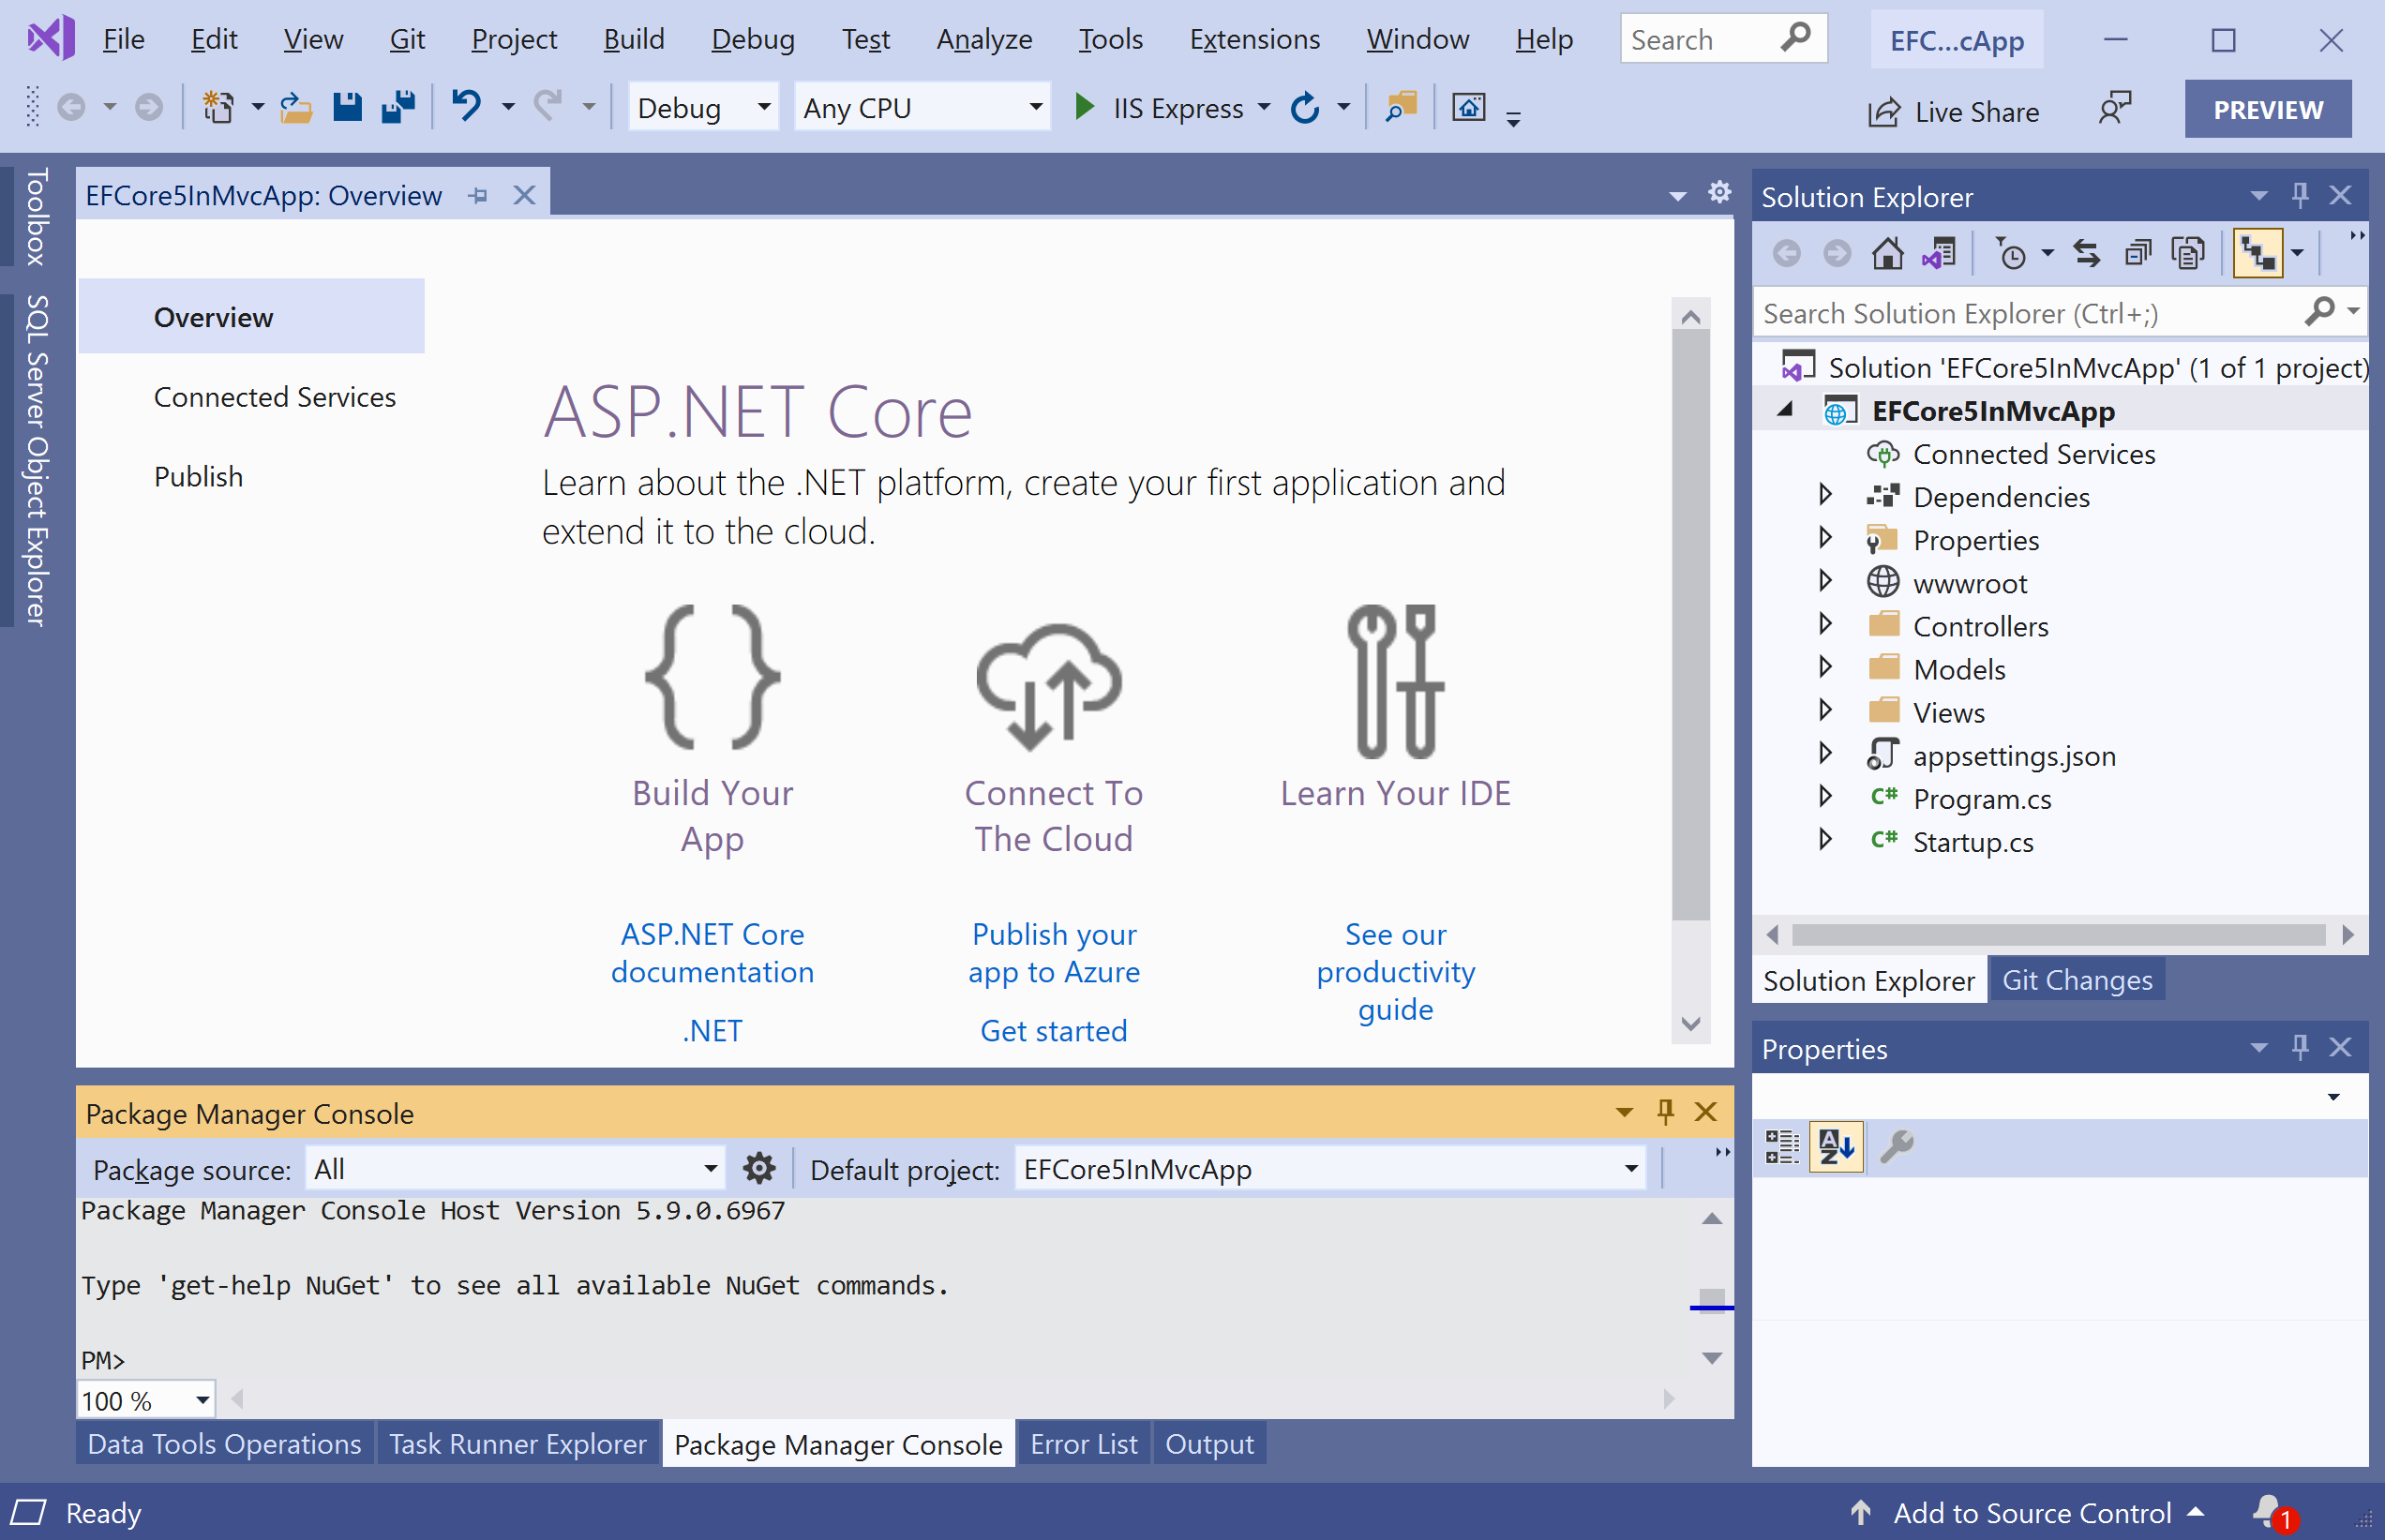 File Edit View Git Project Build Debug Test Analyze Tools Extensions Window Help Search EFC...cApp
Debug Any CPU IIS Express Live Share PREVIEW
Toolbox
SQL Server Object Explorer
EFCore5InMvcApp: Overview
Overview
Connected Services
Publish
ASP.NET Core
Learn about the .NET platform, create your first application and
extend it to the cloud.
Build Your
App
Connect To
The Cloud
Learn Your IDE
ASP.NET Core
documentation
.NET
Publish your
app to Azure
Get started
See our
productivity
guide
Package Manager Console
Package source: All Default project: EFCore5InMvcApp
Package Manager Console Host Version 5.9.0.6967
Type 'get-help NuGet' to see all available NuGet commands.
PM>
100 %
Data Tools Operations Task Runner Explorer Package Manager Console Error List Output
Solution Explorer
Search Solution Explorer (Ctrl+;)
Solution 'EFCore5InMvcApp' (1 of 1 project)
EFCore5InMvcApp
Connected Services
Dependencies
Properties
wwwroot
Controllers
Models
Views
appsettings.json
C# Program.cs
C# Startup.cs
Solution Explorer Git Changes
Properties
Ready Add to Source Control 1